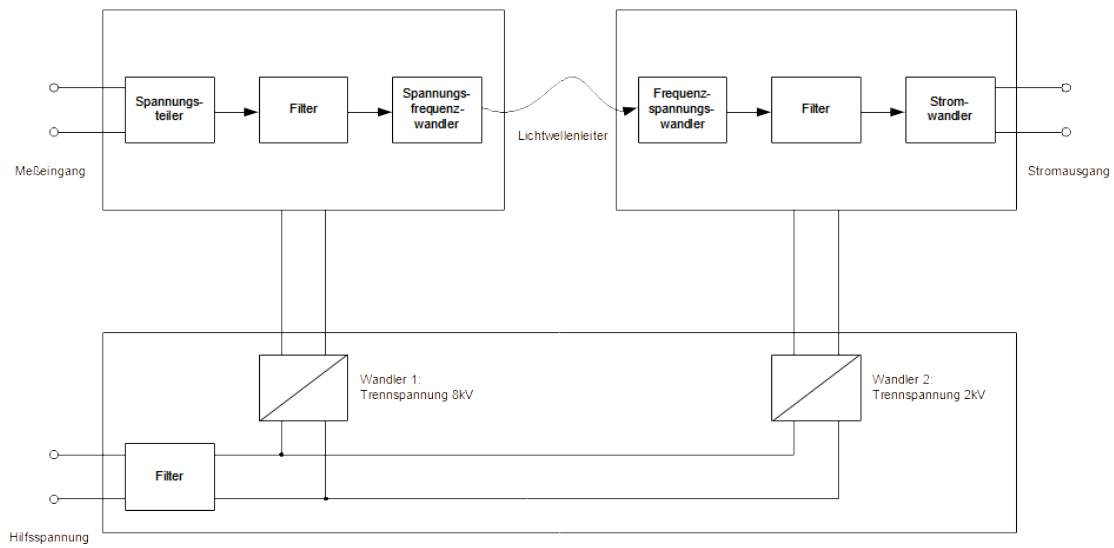 Spannungs-
teiler
Filter
Spannungs-
frequenz-
wandler
Lichtwellenleiter
Frequenz-
spannungs-
wandler
Filter
Strom-
wandler
Meßeingang
Stromausgang
Wandler 1:
Trennspannung 8kV
Wandler 2:
Trennspannung 2kV
Filter
Hilfsspannung